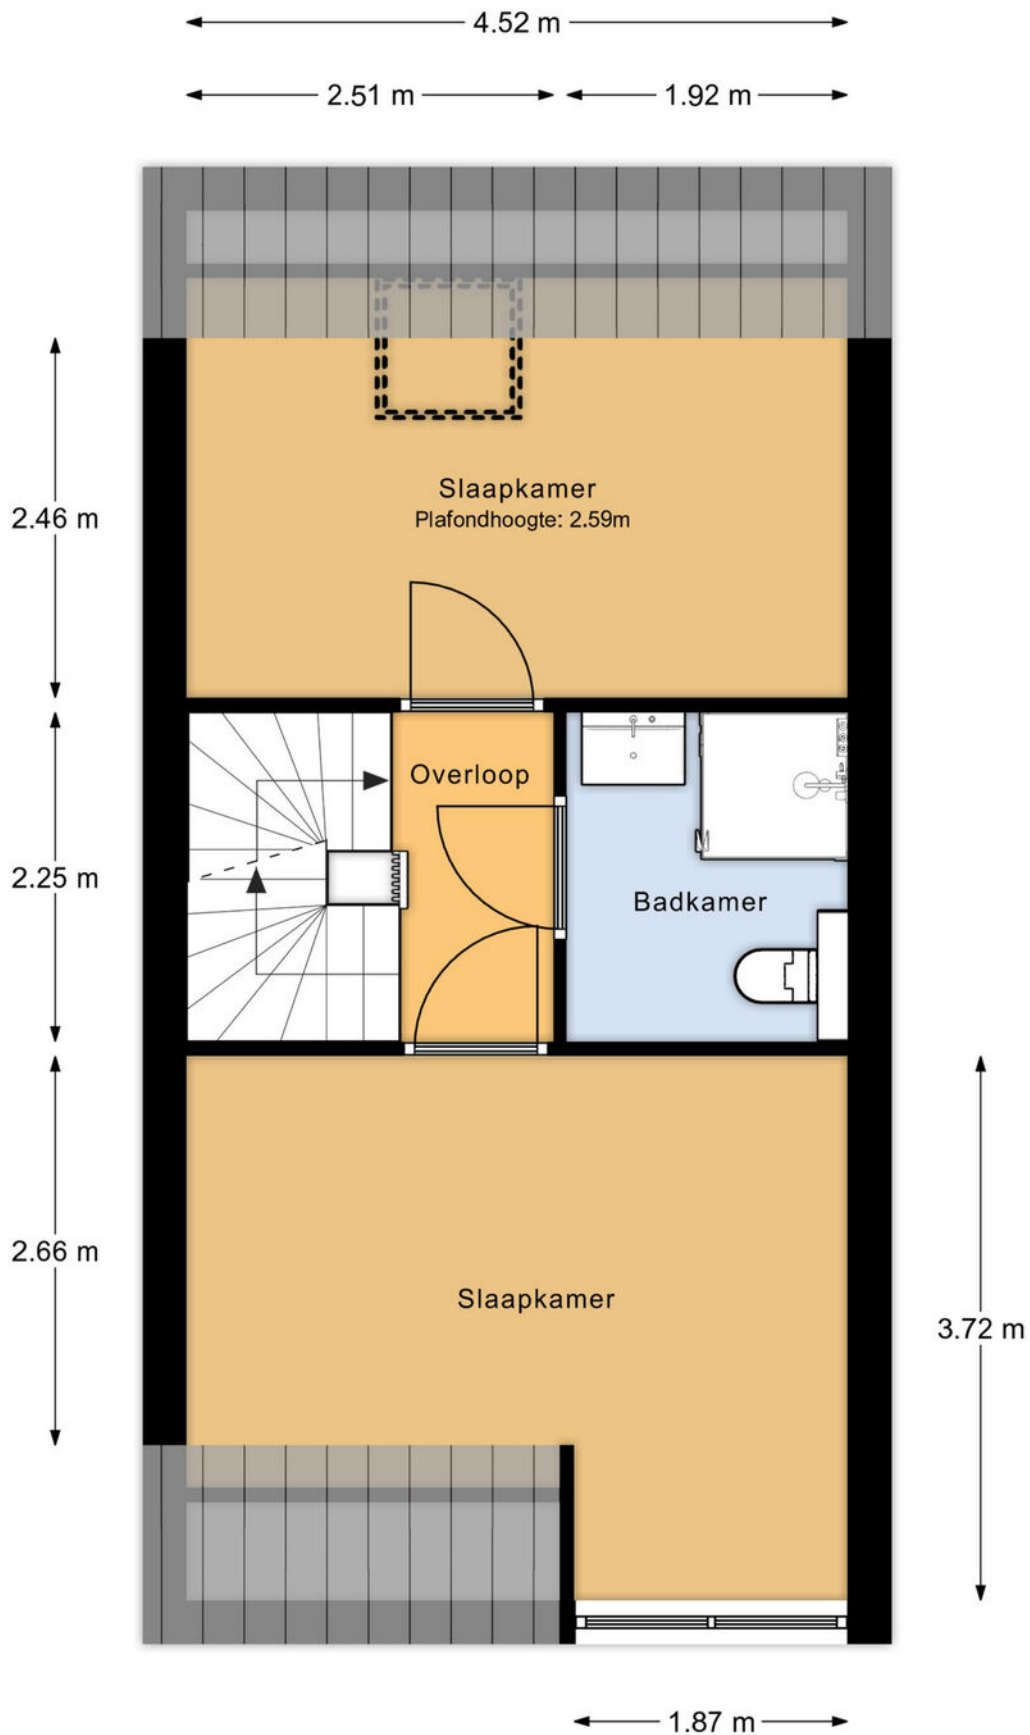 4.52 m
2.51 m
1.92 m
Slaapkamer
Plafondhoogte: 2.59m
2.46 m
Overloop
2.25 m
Badkamer
2.66 m
Slaapkamer
3.72 m
1.87 m